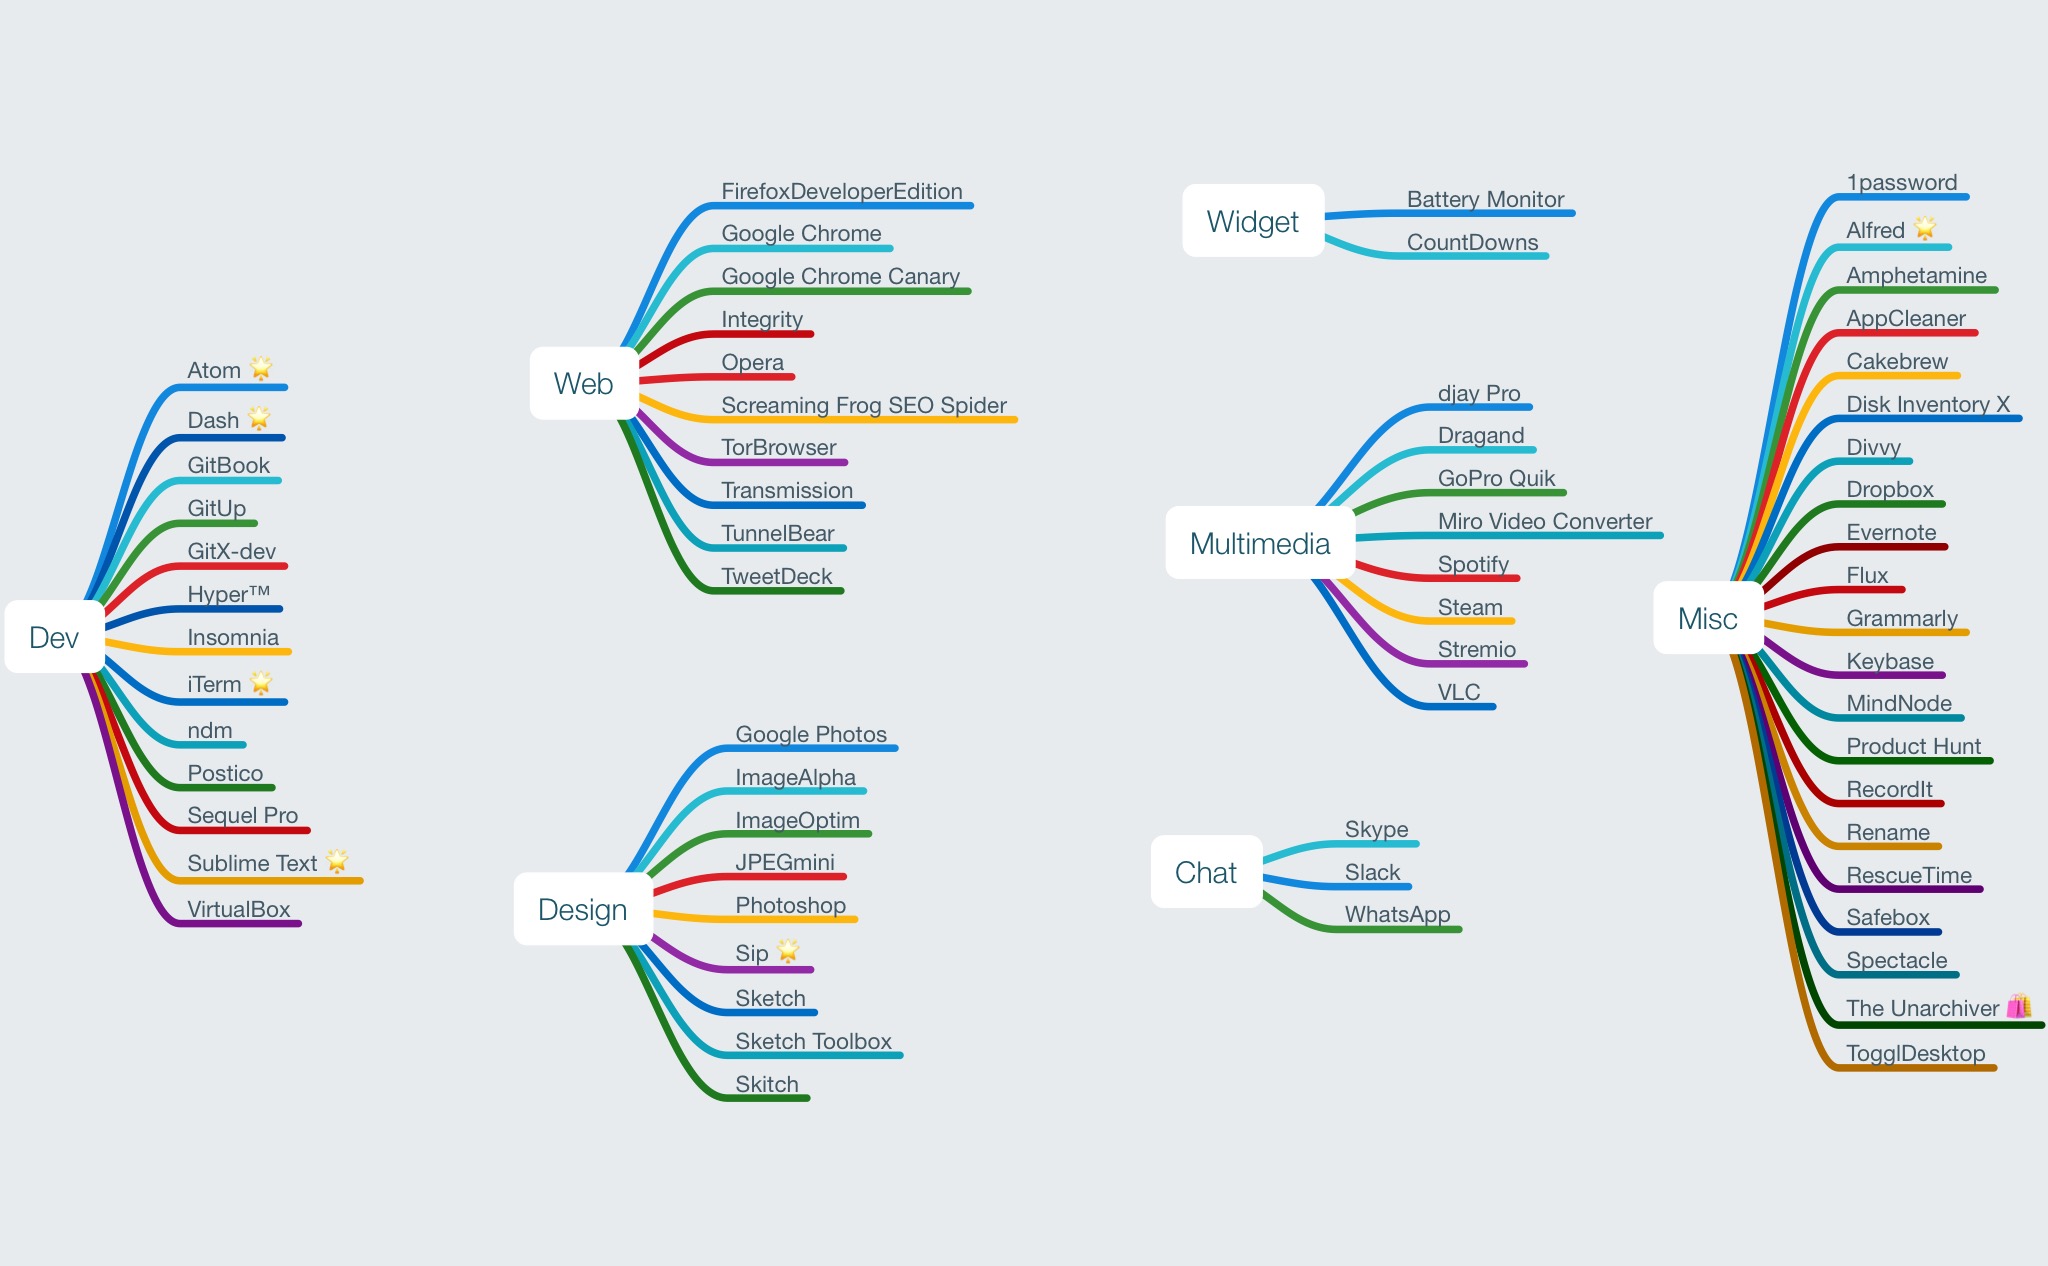 Dev
Atom 🌟
Dash 🌟
GitBook
GitUp
GitX-dev
Hyper™
Insomnia
iTerm 🌟
ndm
Postico
Sequel Pro
Sublime Text 🌟
VirtualBox
Web
FirefoxDeveloperEdition
Google Chrome
Google Chrome Canary
Integrity
Opera
Screaming Frog SEO Spider
TorBrowser
Transmission
TunnelBear
TweetDeck
Design
Google Photos
ImageAlpha
ImageOptim
JPEGmini
Photoshop
Sip 🌟
Sketch
Sketch Toolbox
Skitch
Widget
Battery Monitor
CountDowns
Multimedia
djay Pro
Dragand
GoPro Quik
Miro Video Converter
Spotify
Steam
Stremio
VLC
Chat
Skype
Slack
WhatsApp
Misc
1password
Alfred 🌟
Amphetamine
AppCleaner
Cakebrew
Disk Inventory X
Divvy
Dropbox
Evernote
Flux
Grammarly
Keybase
MindNode
Product Hunt
RecordIt
Rename
RescueTime
Safebox
Spectacle
The Unarchiver 🛍️
TogglDesktop